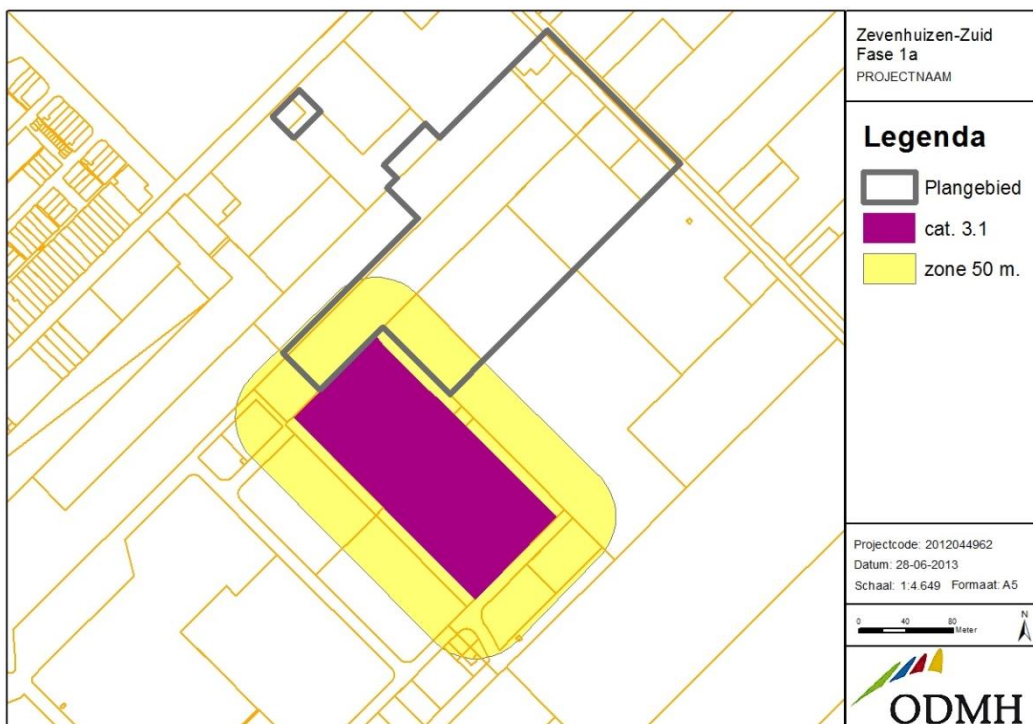 Zevenhuizen-Zuid
Fase 1a
PROJECTNAAM
Legenda
Plangebied
cat. 3.1
zone 50 m.
Projectcode: 2012044962
Datum: 28-06-2013
Schaal: 1:4.649 Formaat: A5
0 40 80 Meter
N
ODMH